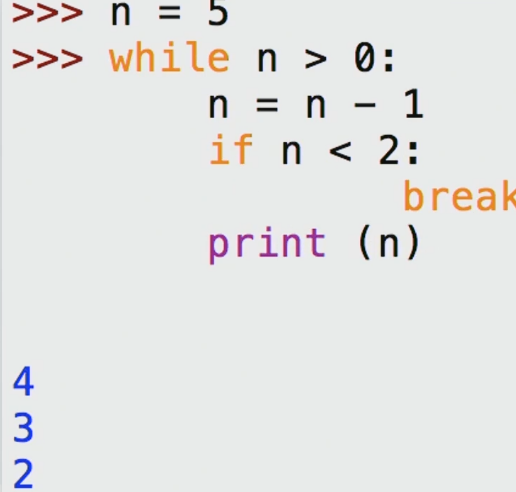 >>> n = 5
>>> while n > 0:
n = n - 1
if n < 2:
break
print (n)
4
3
2